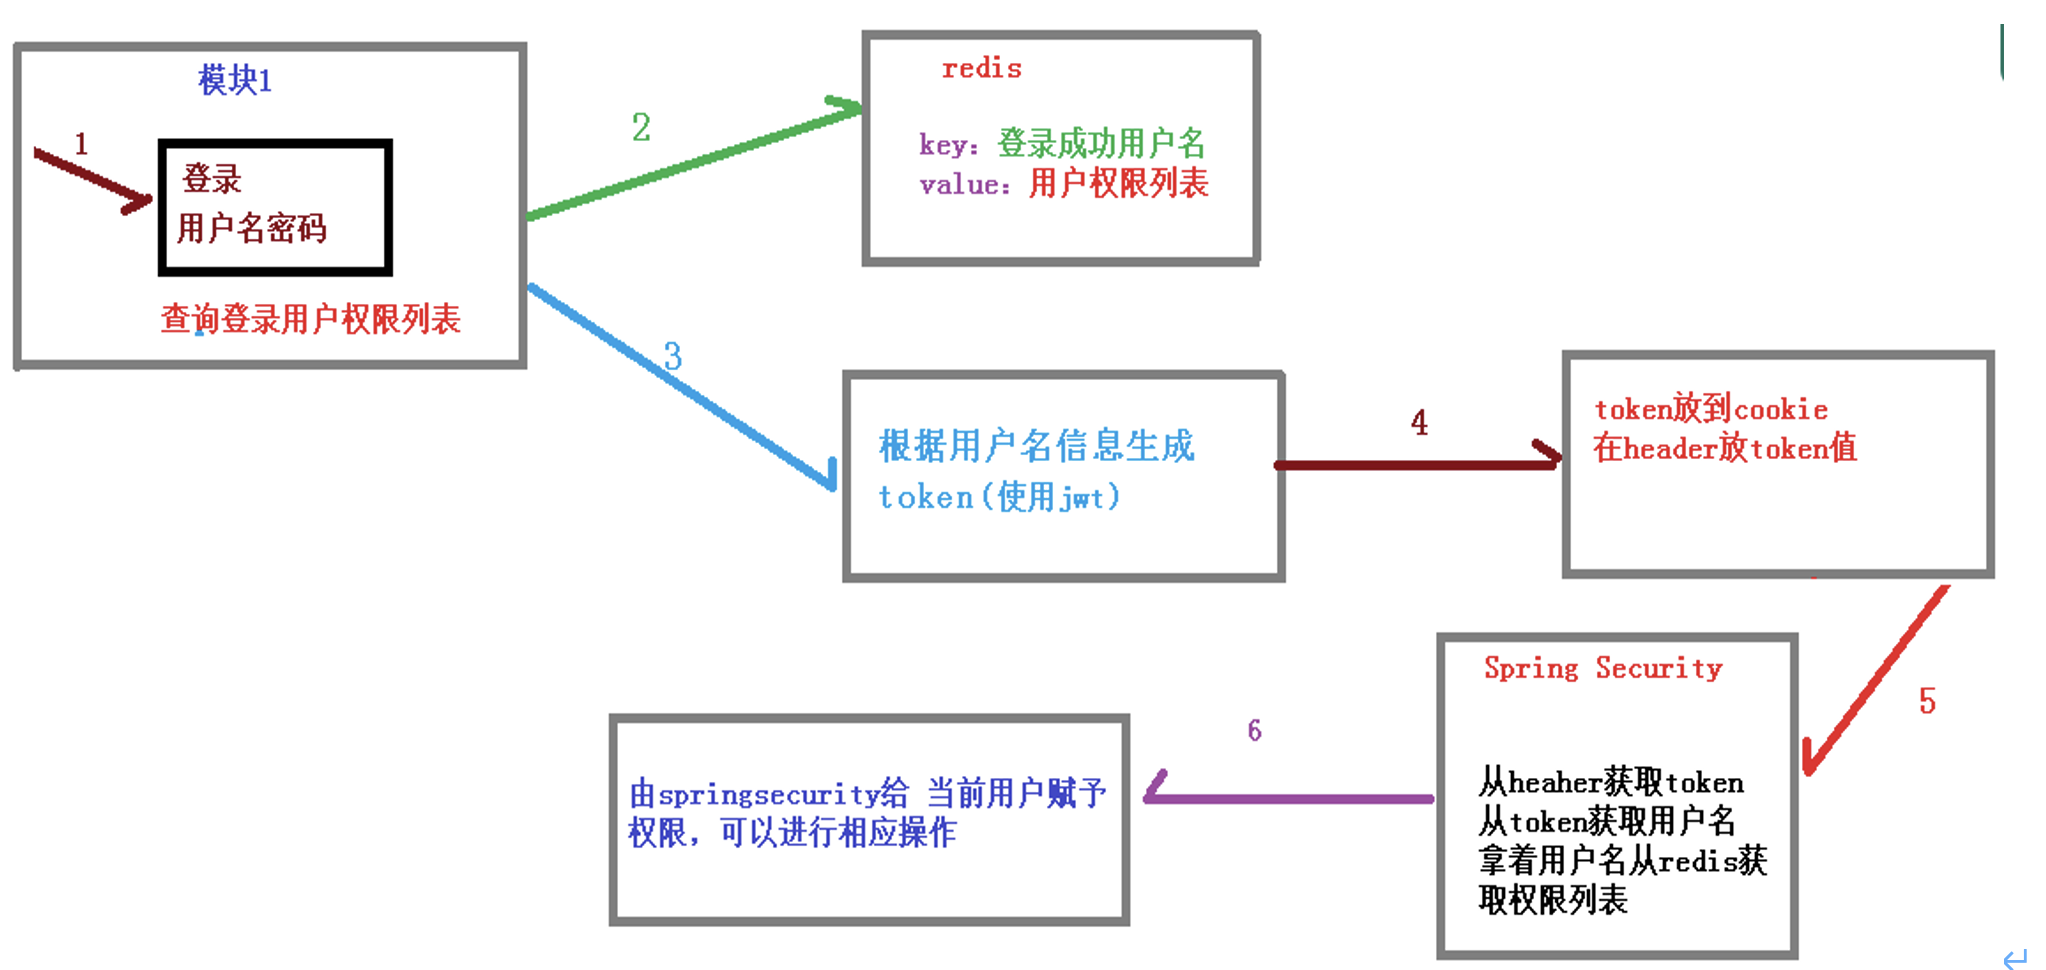 模块1
1
登录
用户名密码
查询登录用户权限列表
2
redis
key：登录成功用户名
value：用户权限列表
3
根据用户名信息生成
token(使用jwt)
4
token放到cookie
在header放token值
5
Spring Security
从heaher获取token
从token获取用户名
拿着用户名从redis获
取权限列表
6
由springsecurity给 当前用户赋予
权限，可以进行相应操作